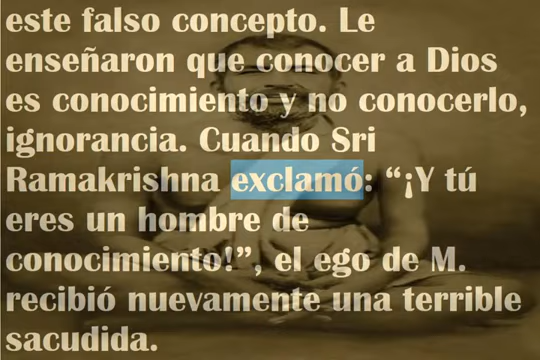 este falso concepto. Le
enseñaron que conocer a Dios
es conocimiento y no conocerlo,
ignorancia. Cuando Sri
Ramakrishna exclamó: “¡Y tú
eres un hombre de
conocimiento!”, el ego de M.
recibió nuevamente una terrible
sacudida.